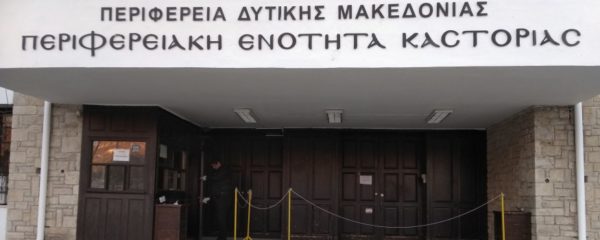 ΠΕΡΙΦΕΡΕΙΑ ΔΥΤΙΚΗΣ ΜΑΚΕΔΟΝΙΑΣ
ΠΕΡΙΦΕΡΕΙΑΚΗ ΕΝΟΤΗΤΑ ΚΑϹΤΟΡΙΑϹ